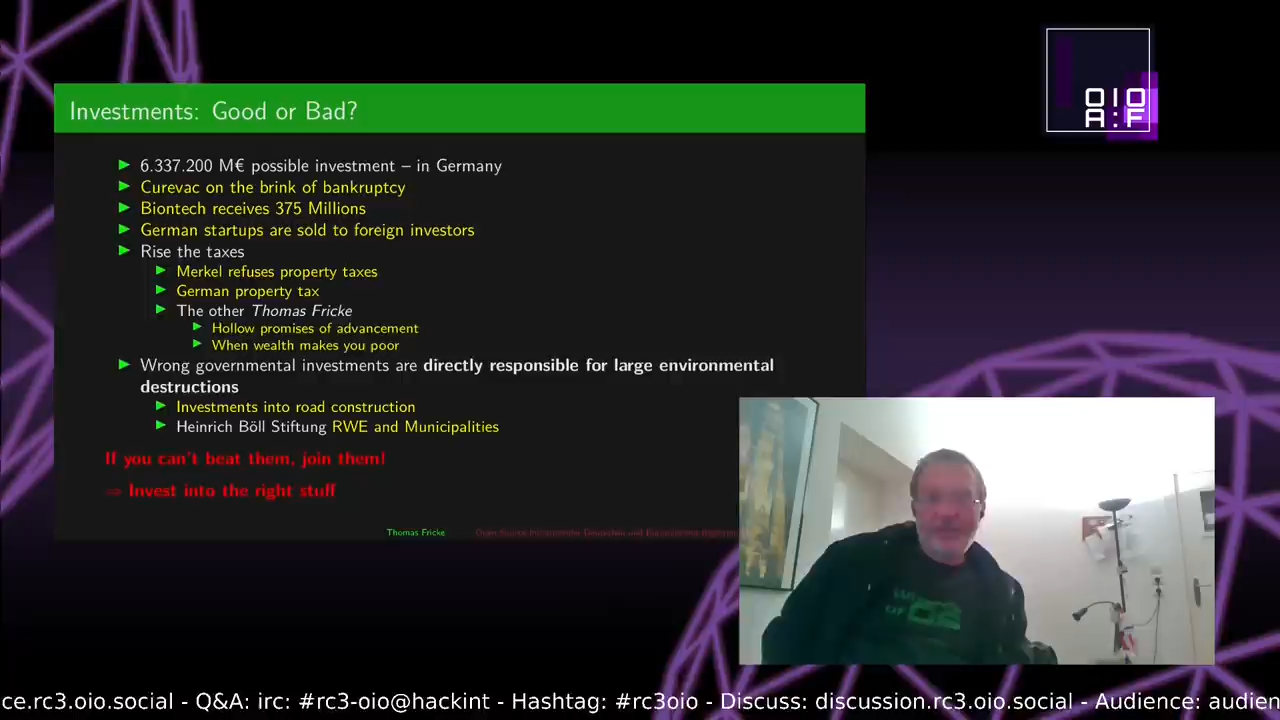 Investments: Good or Bad?
6.337.200 M€ possible investment – in Germany
Curevac on the brink of bankruptcy
Biontech receives 375 Millions
German startups are sold to foreign investors
Rise the taxes
Merkel refuses property taxes
German property tax
The other Thomas Fricke
Hollow promises of advancement
When wealth makes you poor
Wrong governmental investments are directly responsible for large environmental
destructions
Investments into road construction
Heinrich Böll Stiftung RWE and Municipalities
If you can't beat them, join them!
⇒ Invest into the right stuff
Thomas Fricke
OIO
A:F
ce.rc3.oio.social - Q&A: irc: #rc3-oio@hackint - Hashtag: #rc3oio - Discuss: discussion.rc3.oio.social - Audience: audien